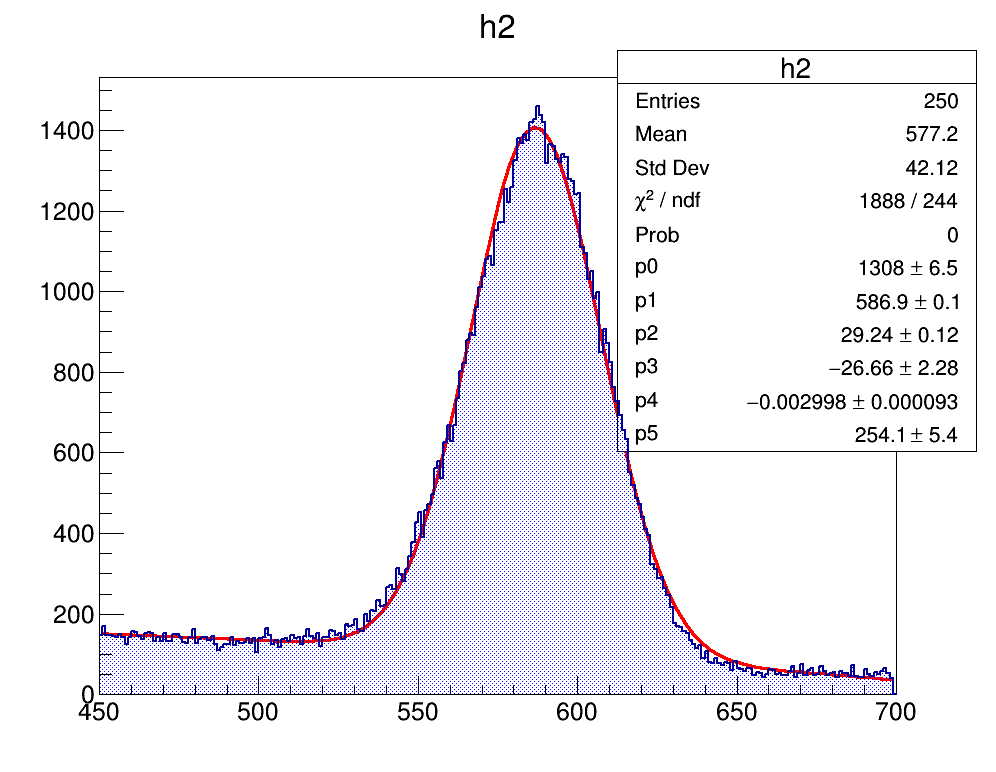 h2
h2
Entries 250
Mean 577.2
Std Dev 42.12
χ² / ndf 1888 / 244
Prob 0
p0 1308 ± 6.5
p1 586.9 ± 0.1
p2 29.24 ± 0.12
p3 −26.66 ± 2.28
p4 −0.002998 ± 0.000093
p5 254.1 ± 5.4
1400
1200
1000
800
600
400
200
0
450 500 550 600 650 700